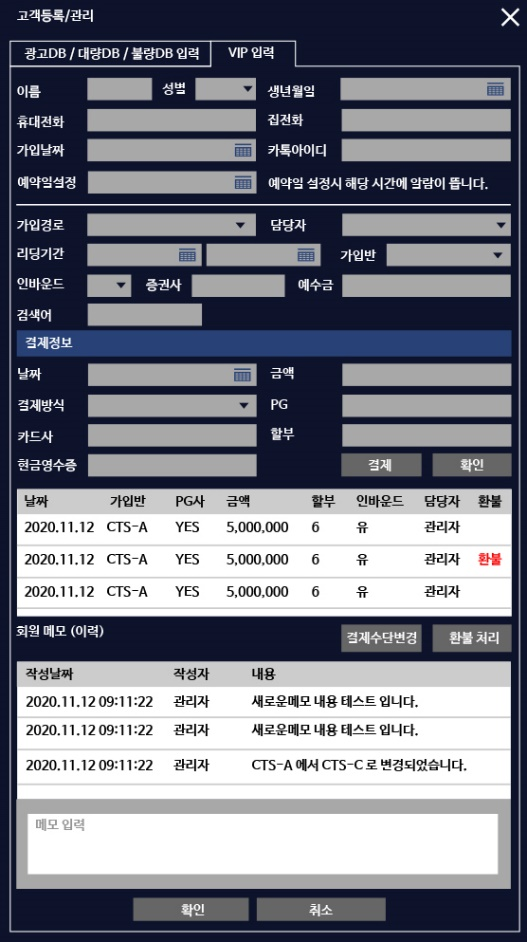 고객등록/관리
광고DB / 대량DB / 불량DB 입력 VIP 입력
이름 성별 생년월일
휴대전화 집전화
가입날짜 카톡아이디
예약일설정 예약일 설정시 해당 시간에 알람이 뜹니다.
가입경로 담당자
리딩기간 가입반
인바운드 증권사 예수금
검색어
결제정보
날짜 금액
결제방식 PG
카드사 할부
현금영수증 결제 확인
날짜 가입반 PG사 금액 할부 인바운드 담당자 환불
2020.11.12 CTS-A YES 5,000,000 6 유 관리자
2020.11.12 CTS-A YES 5,000,000 6 유 관리자 환불
2020.11.12 CTS-A YES 5,000,000 6 유 관리자
회원 메모 (이력) 결제수단변경 환불 처리
작성날짜 작성자 내용
2020.11.12 09:11:22 관리자 새로운메모 내용 테스트 입니다.
2020.11.12 09:11:22 관리자 새로운메모 내용 테스트 입니다.
2020.11.12 09:11:22 관리자 CTS-A 에서 CTS-C 로 변경되었습니다.
메모 입력
확인 취소